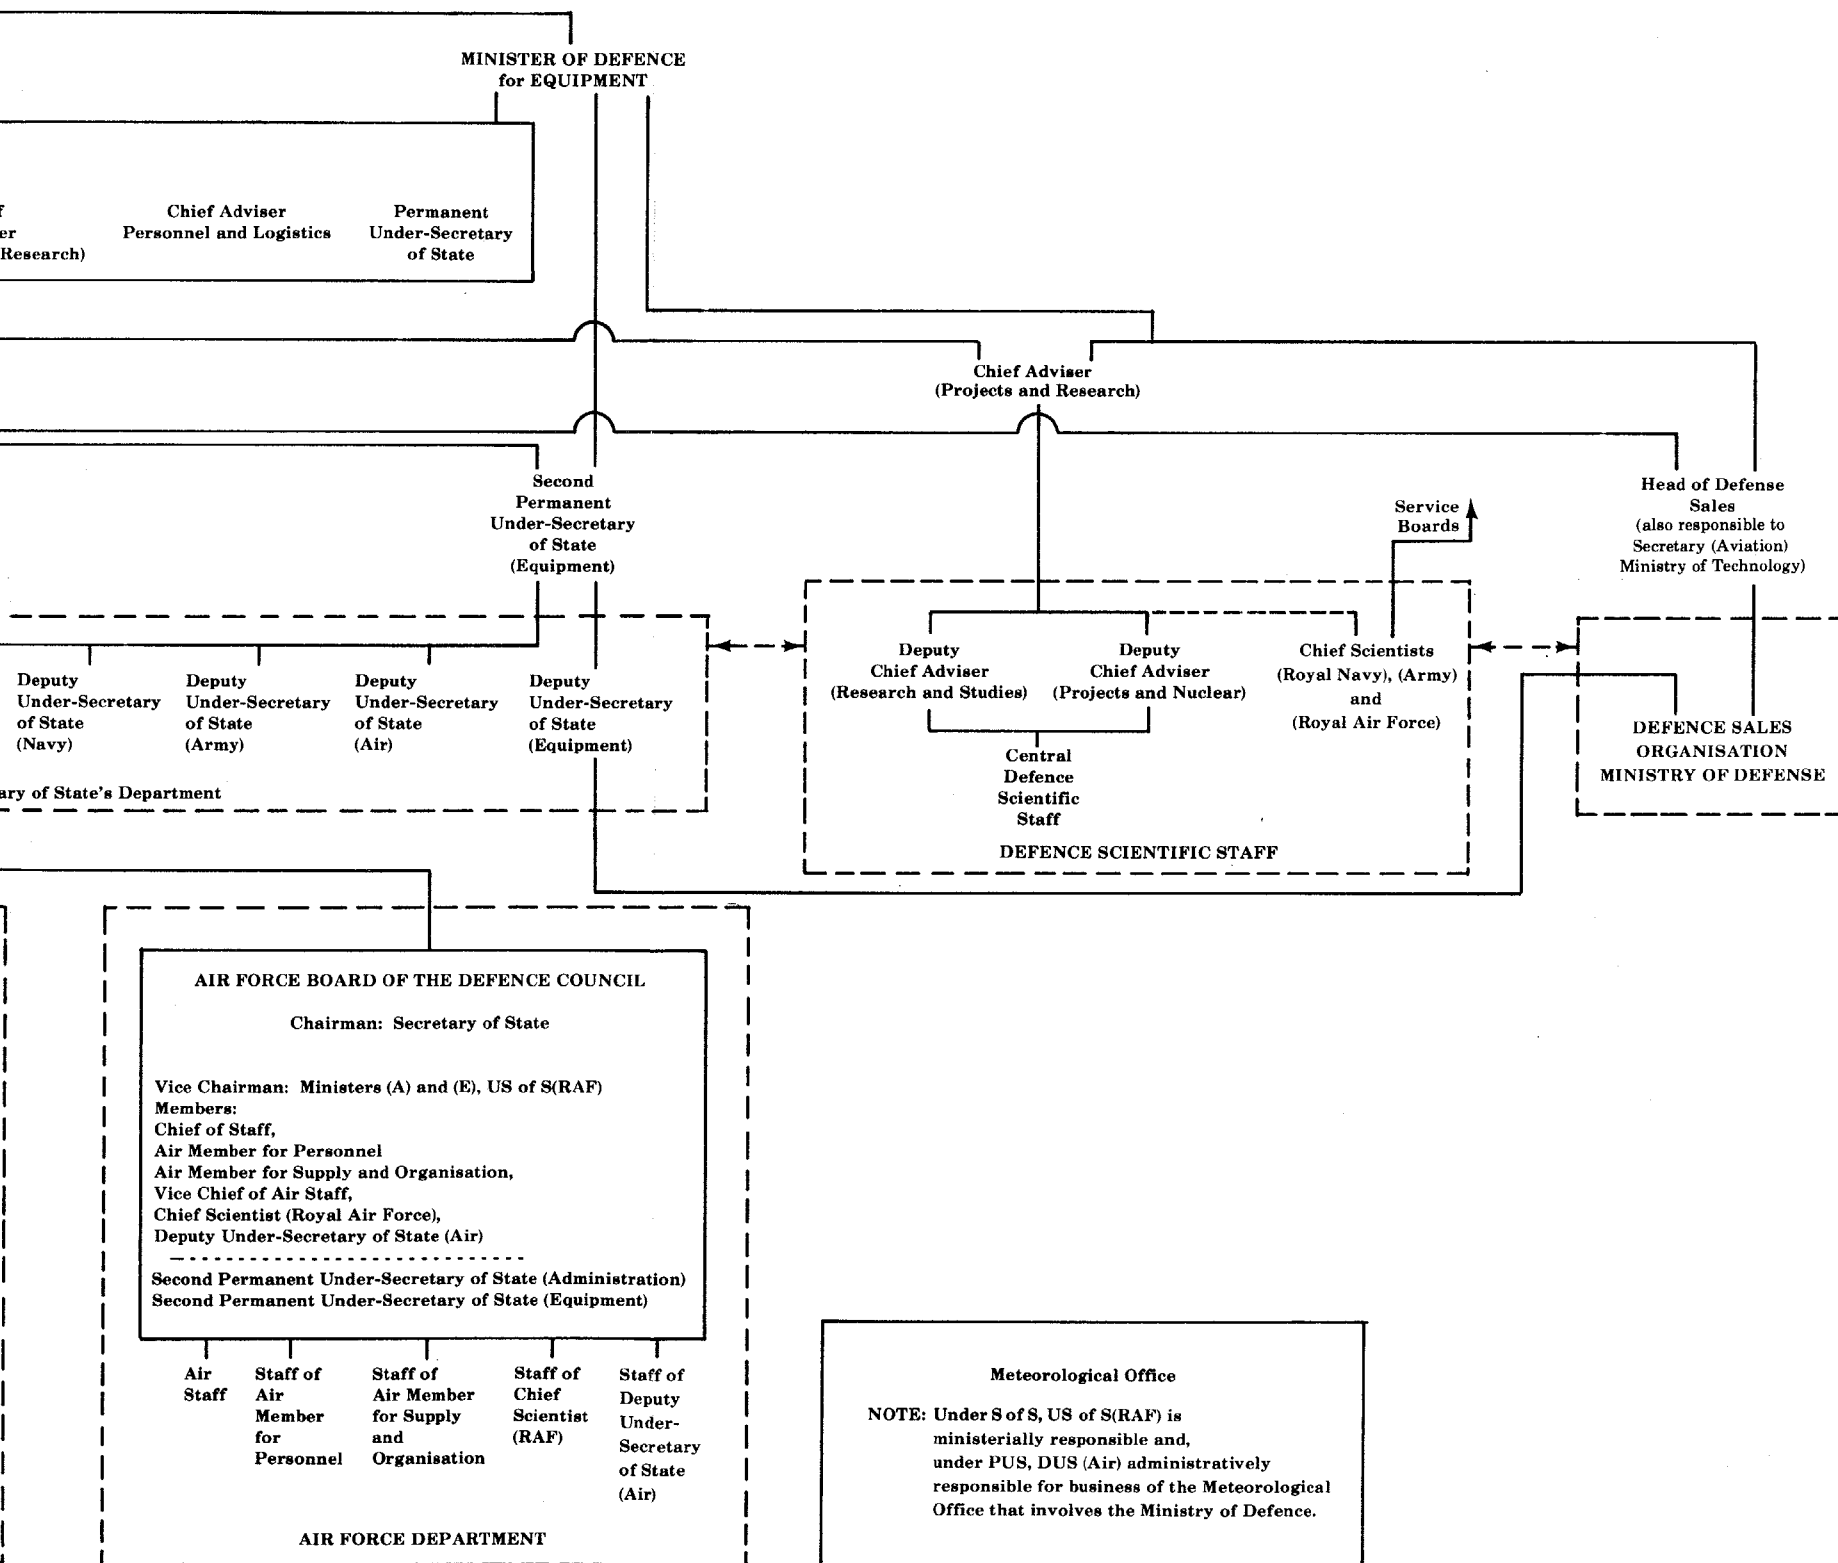 MINISTER OF DEFENCE
for EQUIPMENT
Research)
Chief Adviser
Personnel and Logistics
Permanent
Under-Secretary
of State
Chief Adviser
(Projects and Research)
Second
Permanent
Under-Secretary
of State
(Equipment)
Service
Boards
Head of Defense
Sales
(also responsible to
Secretary (Aviation)
Ministry of Technology)
Deputy
Under-Secretary
of State
(Navy)
Deputy
Under-Secretary
of State
(Army)
Deputy
Under-Secretary
of State
(Air)
Deputy
Under-Secretary
of State
(Equipment)
ary of State's Department
Deputy
Chief Adviser
(Research and Studies)
Deputy
Chief Adviser
(Projects and Nuclear)
Chief Scientists
(Royal Navy), (Army)
and
(Royal Air Force)
Central
Defence
Scientific
Staff
DEFENCE SCIENTIFIC STAFF
DEFENCE SALES
ORGANISATION
MINISTRY OF DEFENSE
AIR FORCE BOARD OF THE DEFENCE COUNCIL
Chairman: Secretary of State
Vice Chairman: Ministers (A) and (E), US of S(RAF)
Members:
Chief of Staff,
Air Member for Personnel
Air Member for Supply and Organisation,
Vice Chief of Air Staff,
Chief Scientist (Royal Air Force),
Deputy Under-Secretary of State (Air)
Second Permanent Under-Secretary of State (Administration)
Second Permanent Under-Secretary of State (Equipment)
Air
Staff
Staff of
Air
Member
for
Personnel
Staff of
Air Member
for Supply
and
Organisation
Staff of
Chief
Scientist
(RAF)
Staff of
Deputy
Under-
Secretary
of State
(Air)
AIR FORCE DEPARTMENT
Meteorological Office
NOTE: Under S of S, US of S(RAF) is
ministerially responsible and,
under PUS, DUS (Air) administratively
responsible for business of the Meteorological
Office that involves the Ministry of Defence.